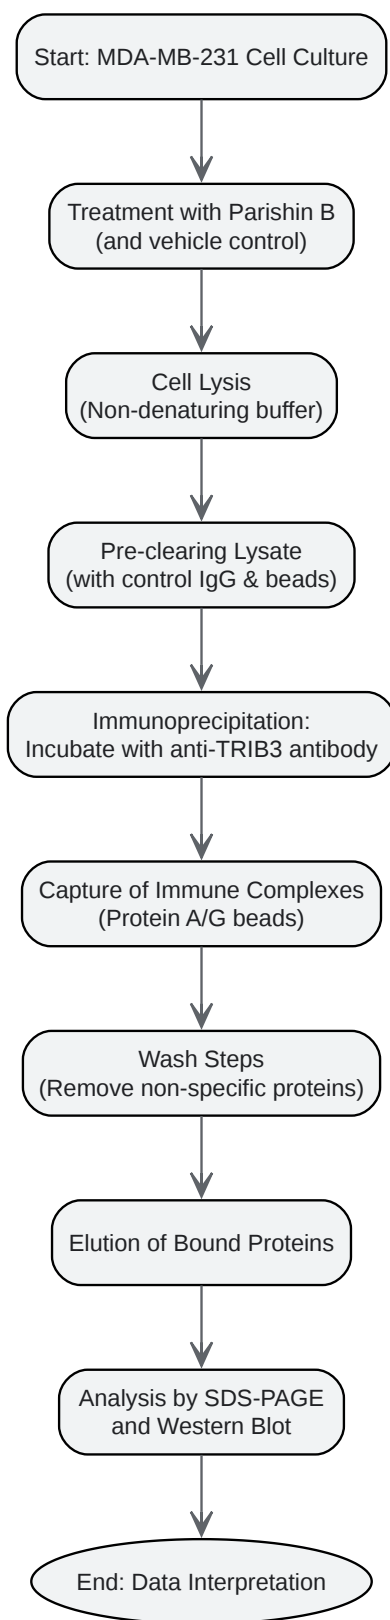 Start: MDA-MB-231 Cell Culture
Treatment with Parishin B
(and vehicle control)
Cell Lysis
(Non-denaturing buffer)
Pre-clearing Lysate
(with control IgG & beads)
Immunoprecipitation:
Incubate with anti-TRIB3 antibody
Capture of Immune Complexes
(Protein A/G beads)
Wash Steps
(Remove non-specific proteins)
Elution of Bound Proteins
Analysis by SDS-PAGE
and Western Blot
End: Data Interpretation